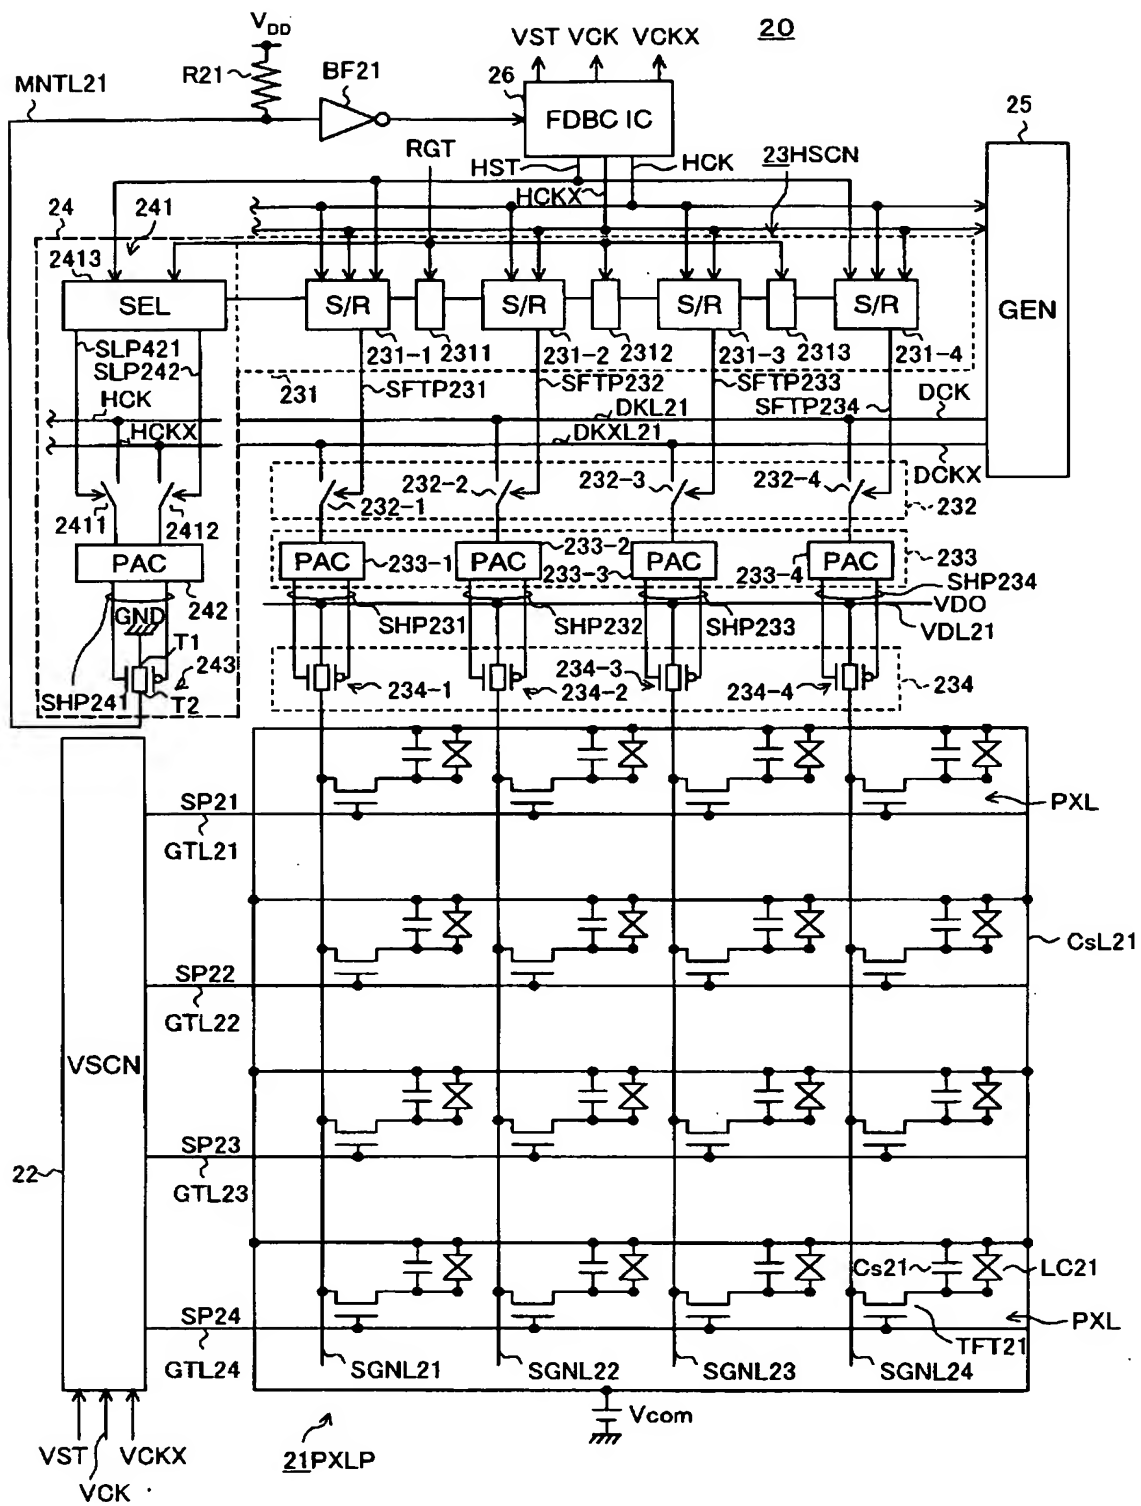 20
VDD
VST VCK VCKX
R21
BF21
26
MNTL21
FDBC IC
25
RGT
HST
HCK
23HSCN
HCKX
24
241
2413
SEL
S/R
S/R
S/R
S/R
GEN
231-1
2311
231-2
2312
231-3
2313
231-4
SLP421
SLP242
231
SFTP231
SFTP232
SFTP233
SFTP234
HCK
DKL21
DCK
HCKX
DKXL21
DCKX
232-1
232-2
232-3
232-4
232
2411
2412
PAC
PAC
PAC
PAC
PAC
233-1
233-2
233-3
233-4
233
242
GND
SHP231
SHP232
SHP233
SHP234
VDO
VDL21
T1
243
SHP241
T2
234-1
234-2
234-3
234-4
234
SP21
GTL21
PXL
SP22
GTL22
CsL21
VSCN
22
SP23
GTL23
SP24
GTL24
Cs21
LC21
TFT21
PXL
SGNL21
SGNL22
SGNL23
SGNL24
Vcom
21PXLP
VST
VCK
VCKX